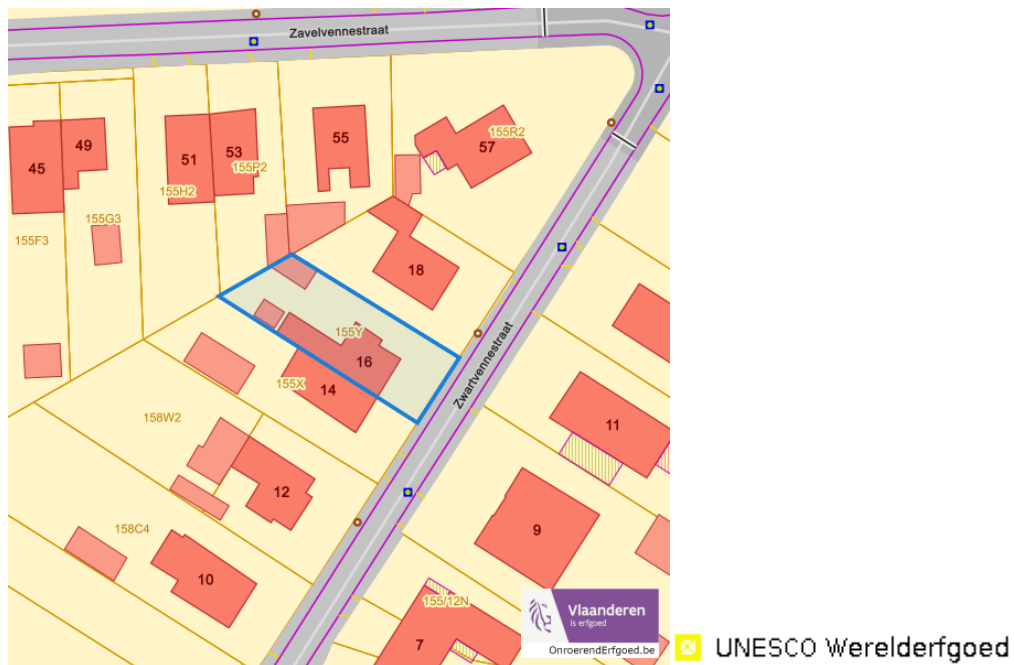 Zavelvennestraat
45
49
51
53
55
57
155R2
155P2
155H2
155G3
155F3
18
155Y
16
Zwartvennestraat
155X
14
158W2
11
12
9
158C4
10
155/12N
7
Vlaanderen
is erfgoed
OnroerendErfgoed.be
UNESCO Werelderfgoed